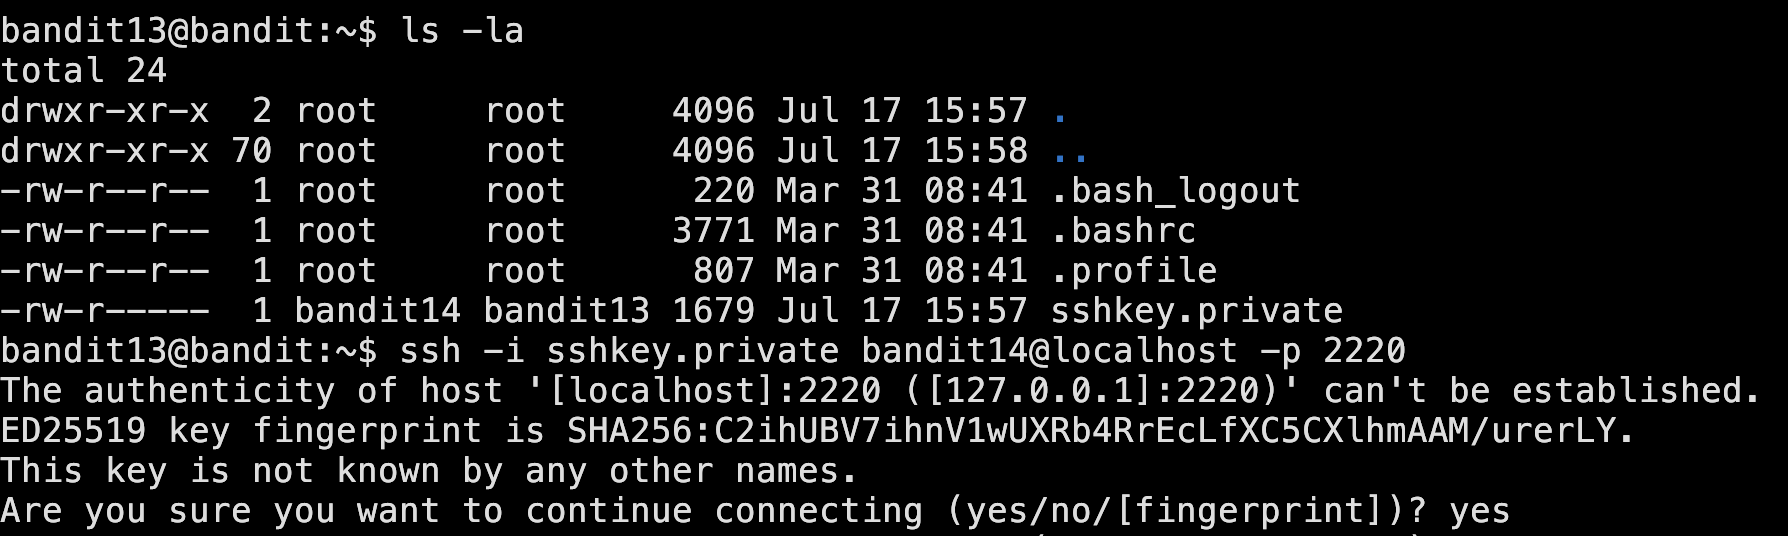 bandit13@bandit:~$ ls -la
total 24
drwxr-xr-x  2 root     root     4096 Jul 17 15:57 .
drwxr-xr-x 70 root     root     4096 Jul 17 15:58 ..
-rw-r--r--  1 root     root      220 Mar 31 08:41 .bash_logout
-rw-r--r--  1 root     root     3771 Mar 31 08:41 .bashrc
-rw-r--r--  1 root     root      807 Mar 31 08:41 .profile
-rw-r-----  1 bandit14 bandit13 1679 Jul 17 15:57 sshkey.private
bandit13@bandit:~$ ssh -i sshkey.private bandit14@localhost -p 2220
The authenticity of host '[localhost]:2220 ([127.0.0.1]:2220)' can't be established.
ED25519 key fingerprint is SHA256:C2ihUBV7ihnV1wUXRb4RrEcLfXC5CXlhmAAM/urerLY.
This key is not known by any other names.
Are you sure you want to continue connecting (yes/no/[fingerprint])? yes